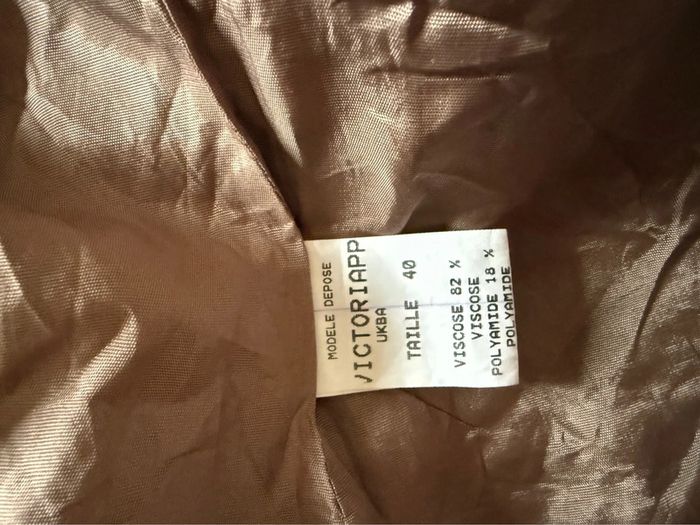 MODELE DEPOSE
VICTORIAPP
UKBA
TAILLE 40
VISCOSE 82 %
VISCOSE
POLYAMIDE 18 %
POLYAMIDE